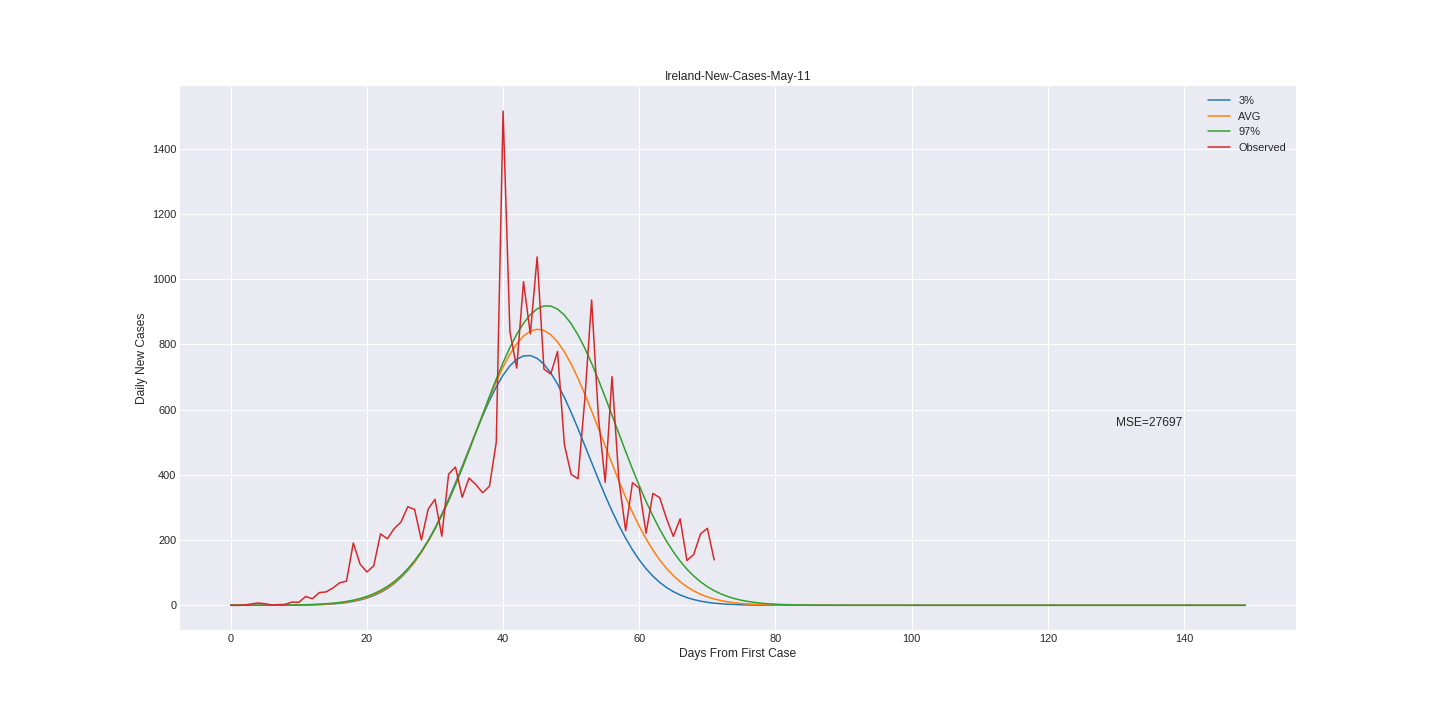 Ireland-New-Cases-May-11
3%
AVG
97%
Observed
1400
1200
1000
800
600
400
200
0
Daily New Cases
MSE=27697
0 20 40 60 80 100 120 140
Days From First Case